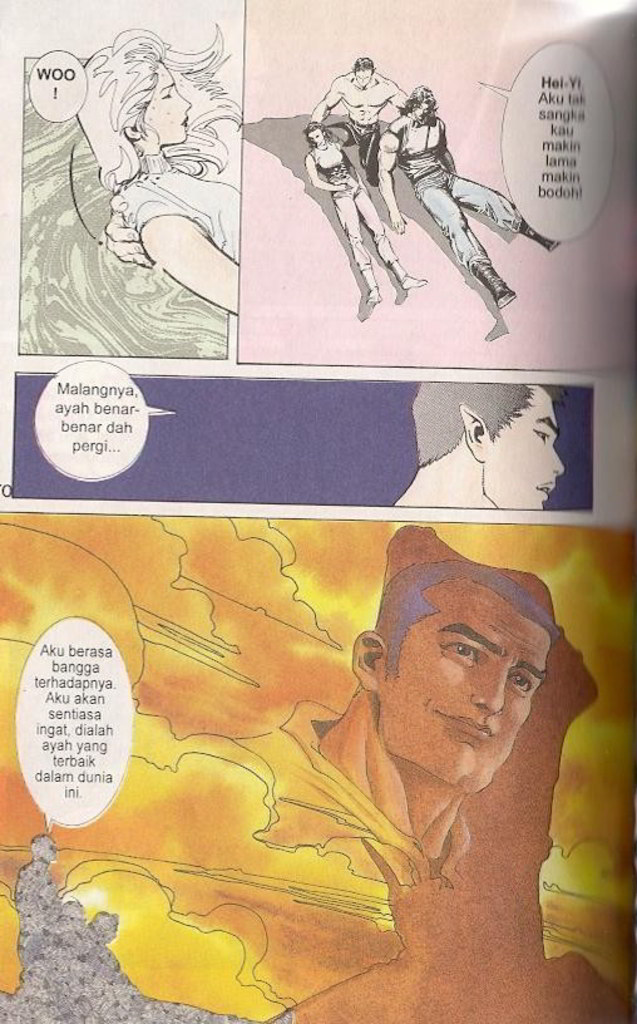 WOO
!
Hei-Yi,
Aku tak
sangka
kau
makin
lama
makin
bodoh!
Malangnya,
ayah benar-
benar dah
pergi...
Aku berasa
bangga
terhadapnya.
Aku akan
sentiasa
ingat, dialah
ayah yang
terbaik
dalam dunia
ini.